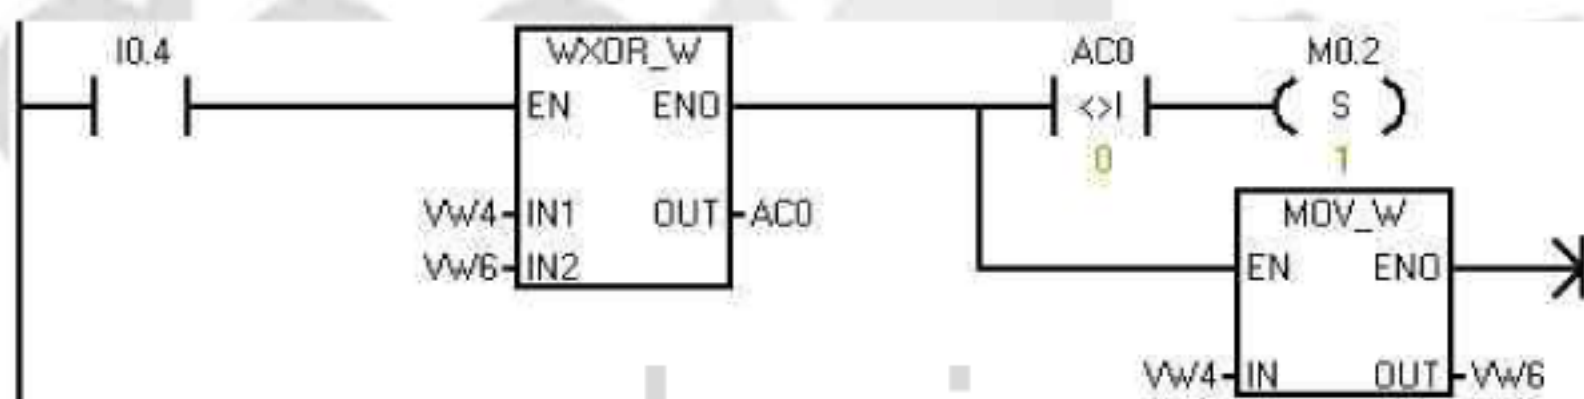 I0.4 WXOR_W AC0 M0.2
EN ENO <>I S
0 1
VW4 IN1 OUT AC0 MOV_W
VW6 IN2 EN ENO
VW4 IN OUT VW6